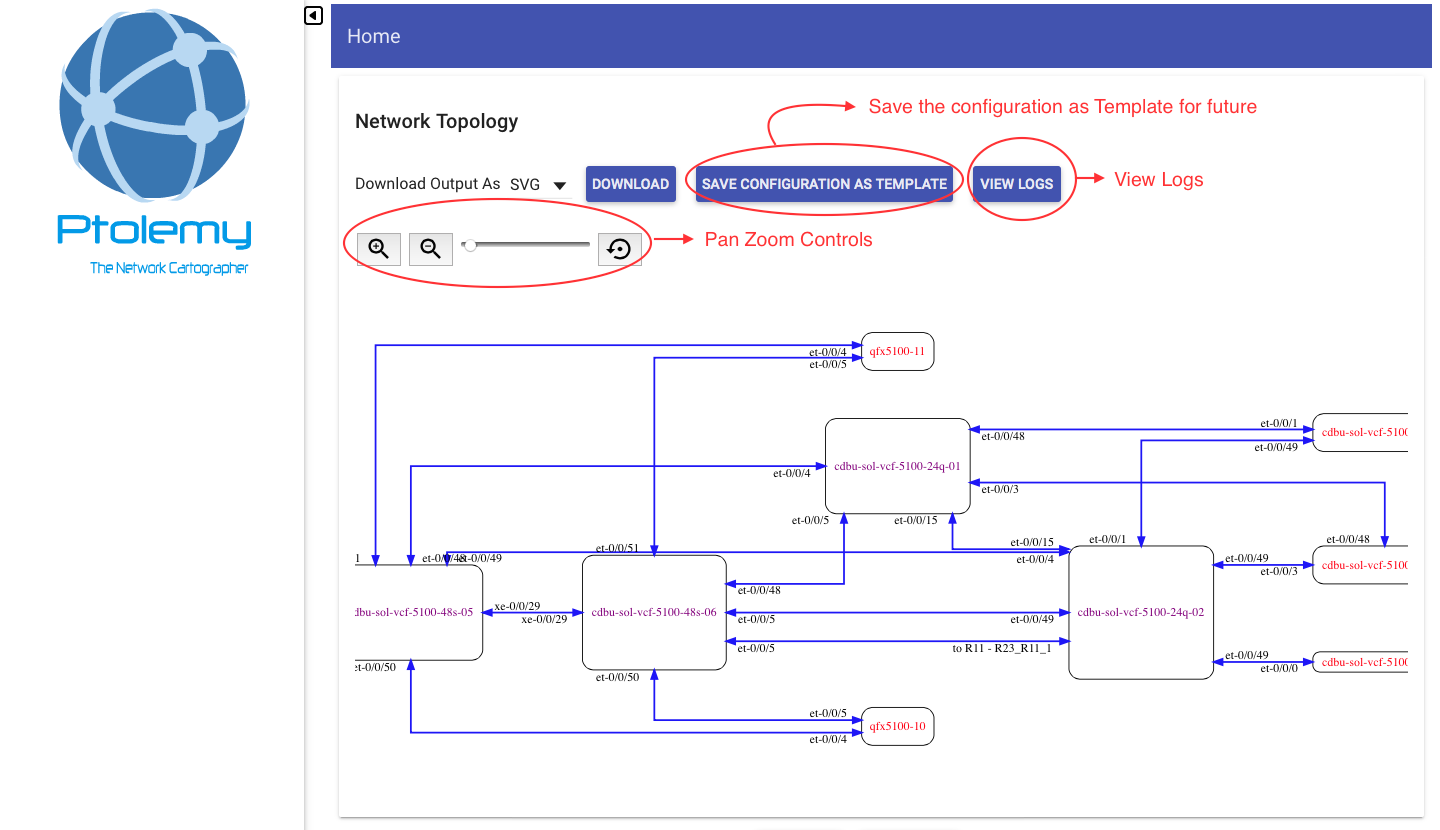 Home
Ptolemy
The Network Cartographer
Network Topology
Save the configuration as Template for future
Download Output As SVG
DOWNLOAD
SAVE CONFIGURATION AS TEMPLATE
VIEW LOGS
View Logs
Pan Zoom Controls
et-0/0/4
et-0/0/5
qfx5100-11
et-0/0/48
et-0/0/1
et-0/0/49
cdbu-sol-vcf-5100
et-0/0/4
cdbu-sol-vcf-5100-24q-01
et-0/0/3
et-0/0/5
et-0/0/15
et-0/0/15
et-0/0/4
et-0/0/1
et-0/0/48
1
et-0/0/48
et-0/0/49
et-0/0/51
et-0/0/49
et-0/0/3
cdbu-sol-vcf-5100
et-0/0/48
dbu-sol-vcf-5100-48s-05
xe-0/0/29
xe-0/0/29
cdbu-sol-vcf-5100-48s-06
et-0/0/5
et-0/0/49
cdbu-sol-vcf-5100-24q-02
et-0/0/5
to R11 - R23_R11_1
et-0/0/49
et-0/0/0
cdbu-sol-vcf-5100
et-0/0/50
et-0/0/50
et-0/0/5
et-0/0/4
qfx5100-10